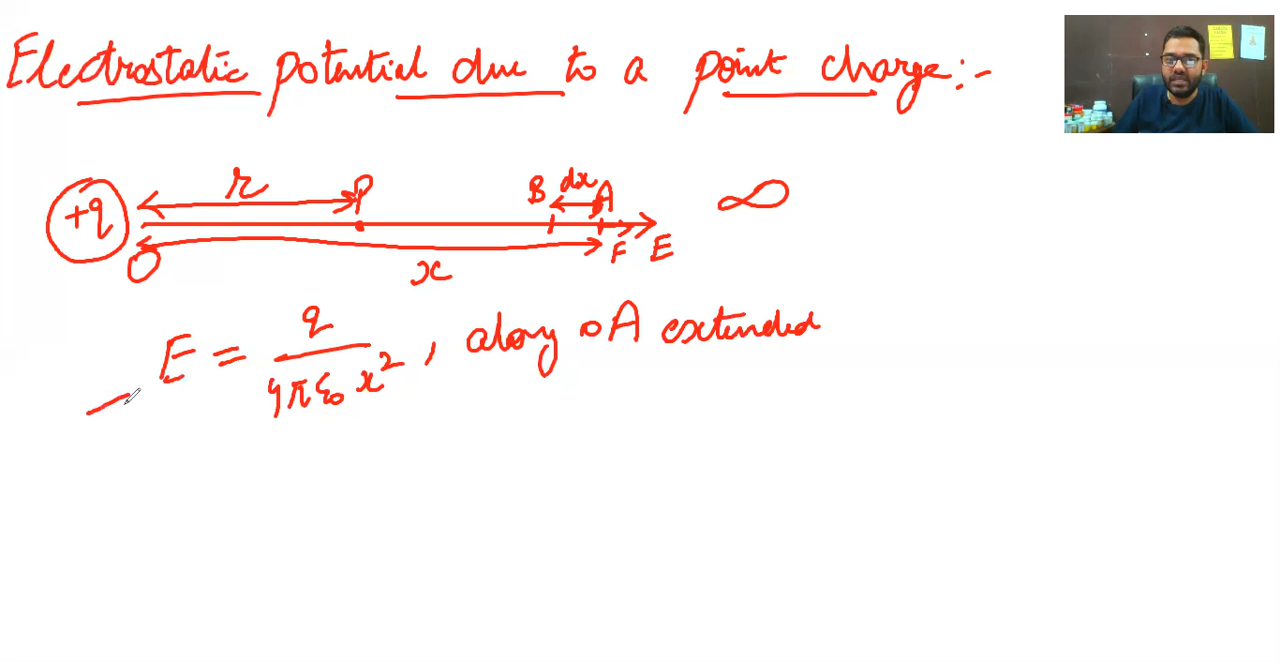 Electrostatic potential due to a point charge :-
r
P B dx A ∞
+q
O x F E
E = q / 4πε₀x² , along OA extended